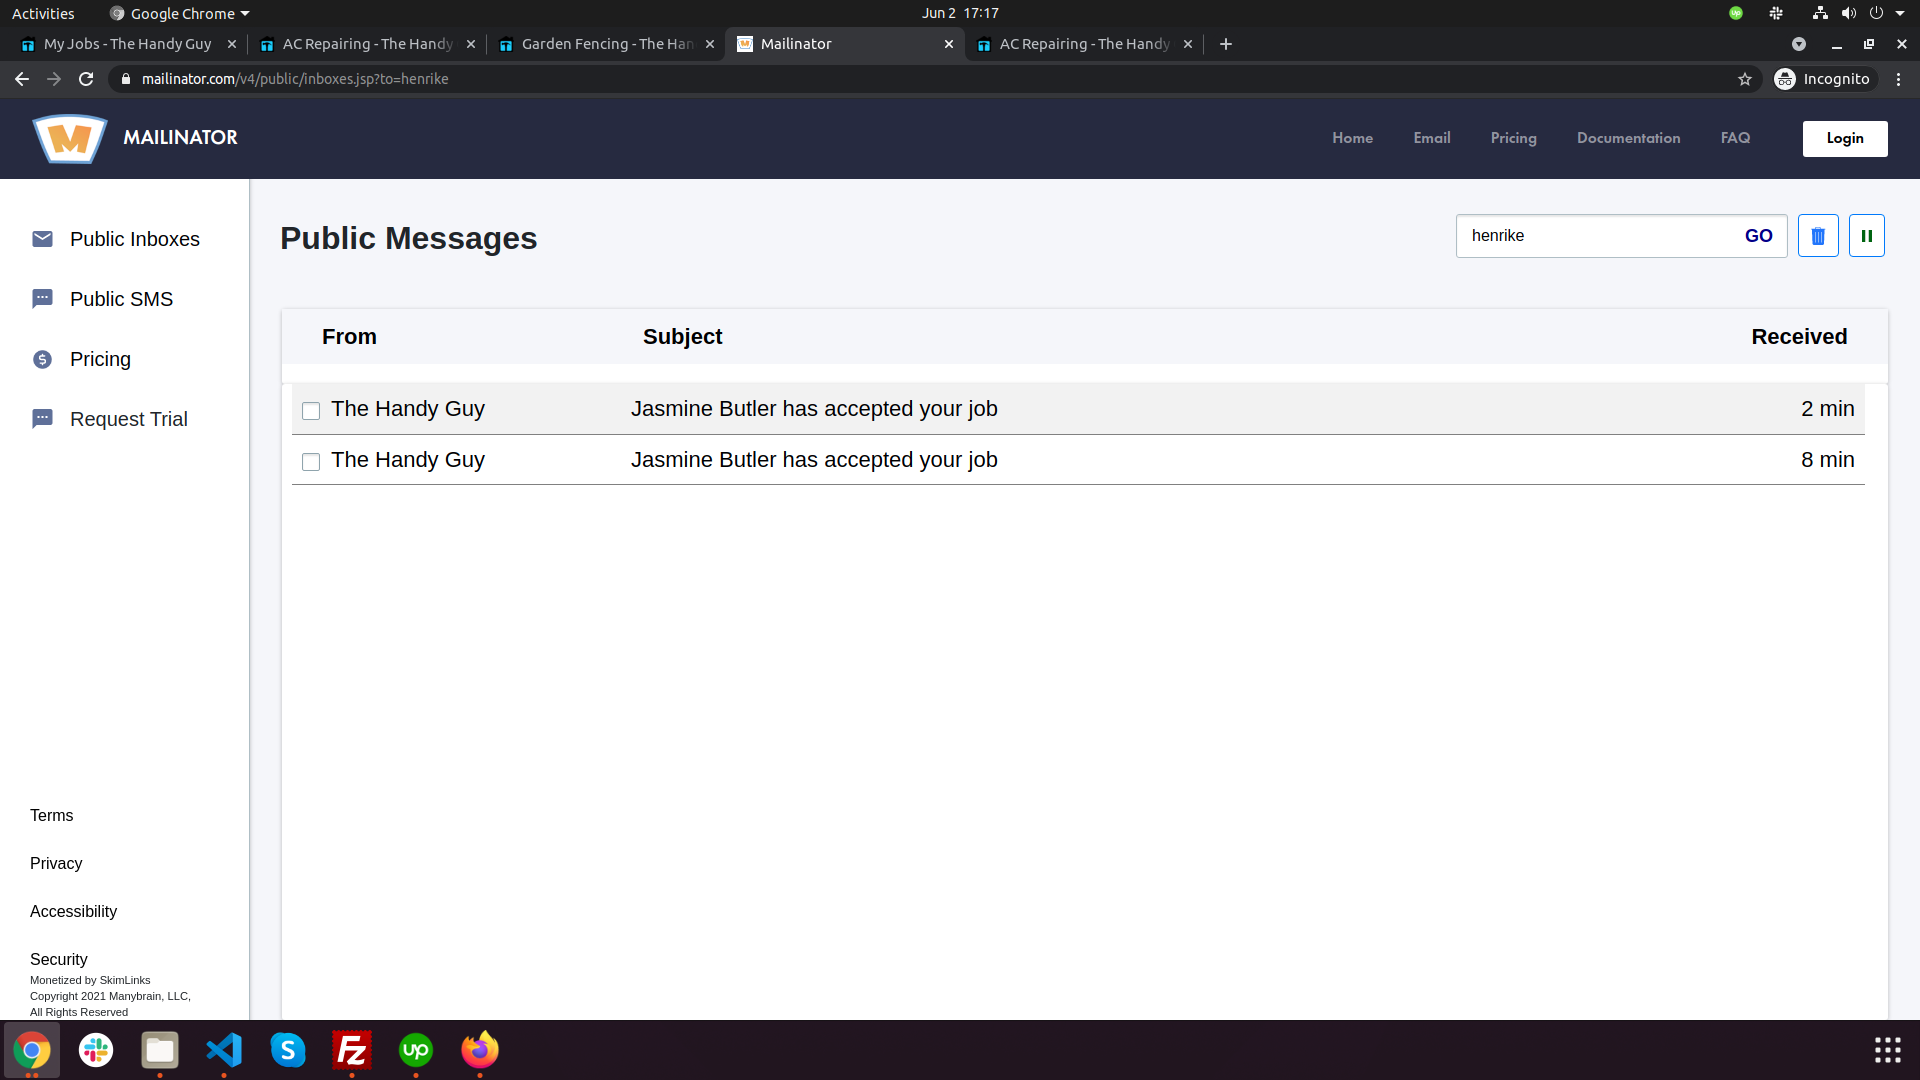 Activities
Google Chrome
Jun 2 17:17
My Jobs - The Handy Guy
AC Repairing - The Handy
Garden Fencing - The Han
Mailinator
AC Repairing - The Handy
mailinator.com/v4/public/inboxes.jsp?to=henrike
Incognito
MAILINATOR
Home
Email
Pricing
Documentation
FAQ
Login
Public Inboxes
Public SMS
Pricing
Request Trial
Public Messages
henrike
GO
From
Subject
Received
The Handy Guy
Jasmine Butler has accepted your job
2 min
The Handy Guy
Jasmine Butler has accepted your job
8 min
Terms
Privacy
Accessibility
Security
Monetized by SkimLinks
Copyright 2021 Manybrain, LLC,
All Rights Reserved